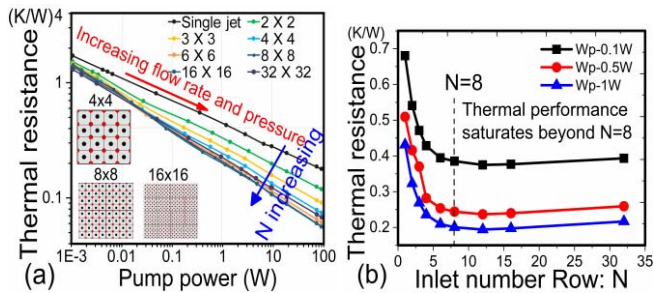 (K/W)
4
1
0.1
Thermal resistance
Single jet
2 X 2
3 X 3
4 X 4
6 X 6
8 X 8
16 X 16
32 X 32
Increasing flow rate and pressure
N increasing
4x4
8x8
16x16
1E-3
0.01
0.1
1
10
100
(a)
Pump power (W)
(K/W)
0.7
0.6
0.5
0.4
0.3
0.2
Thermal resistance
Wp-0.1W
Wp-0.5W
Wp-1W
N=8
Thermal performance
saturates beyond N=8
0
5
10
15
20
25
30
35
(b)
Inlet number Row: N